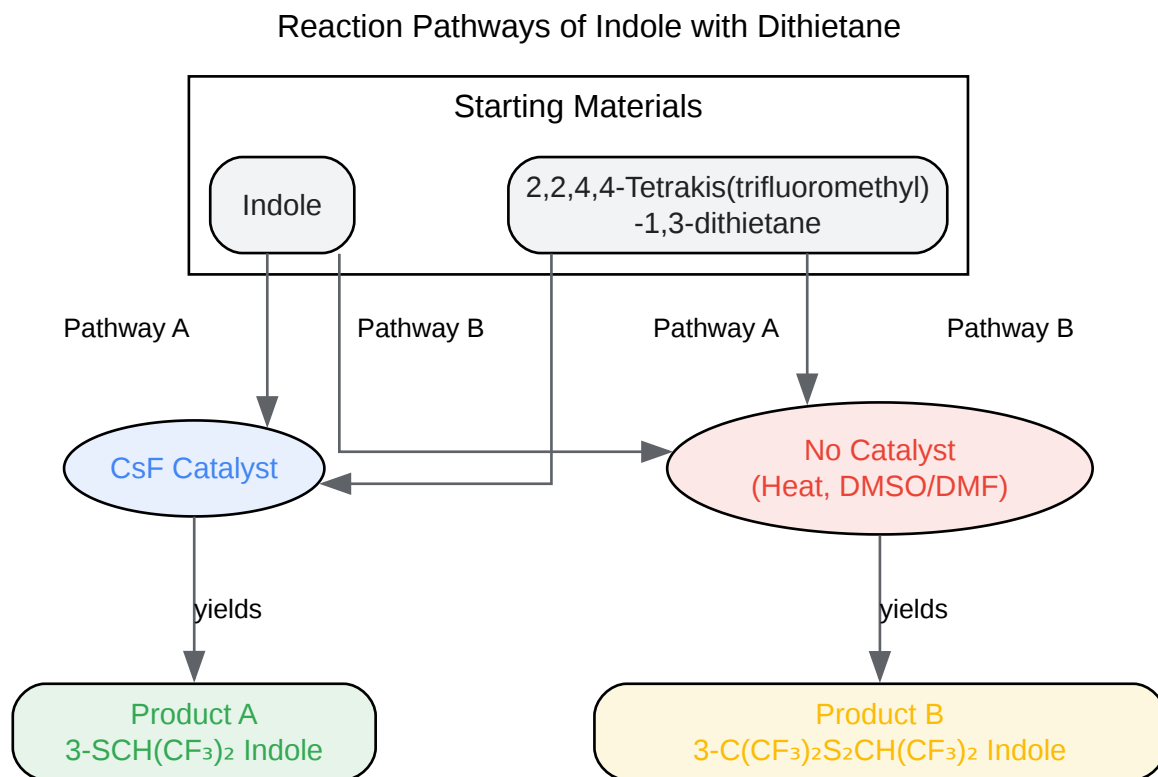 Reaction Pathways of Indole with Dithietane
Starting Materials
Indole
2,2,4,4-Tetrakis(trifluoromethyl)
-1,3-dithietane
Pathway A
Pathway B
Pathway A
Pathway B
CsF Catalyst
No Catalyst
(Heat, DMSO/DMF)
yields
yields
Product A
3-SCH(CF₃)₂ Indole
Product B
3-C(CF₃)₂S₂CH(CF₃)₂ Indole